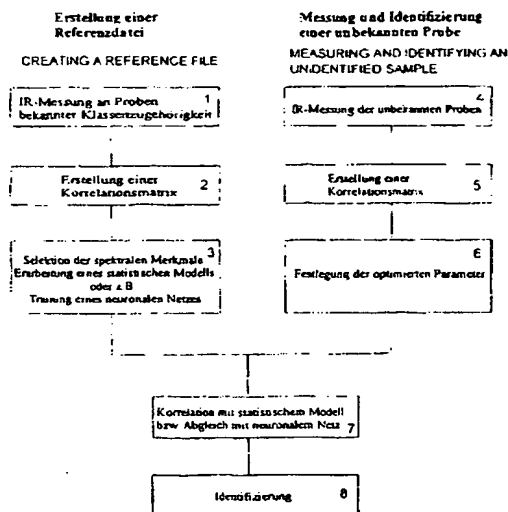 Erstellung einer
Referenzdatei
CREATING A REFERENCE FILE
IR-Messung an Proben 1
bekannter Klassenzugehörigkeit
Erstellung einer
Korrelationsmatrix 2
Selektion der spektralen Merkmale 3
Erarbeitung eines statistischen Modells
oder z.B
Training eines neuronalen Netzes
Messung und Identifizierung
einer unbekannten Probe
MEASURING AND IDENTIFYING AN
UNIDENTIFIED SAMPLE
4
IR-Messung der unbekannten Proben
Erstellung einer
Korrelationsmatrix 5
6
Festlegung der optimierten Parameter
Korrelation mit statistischem Modell
bzw. Abgleich mit neuronalem Netz 7
Identifizierung 8